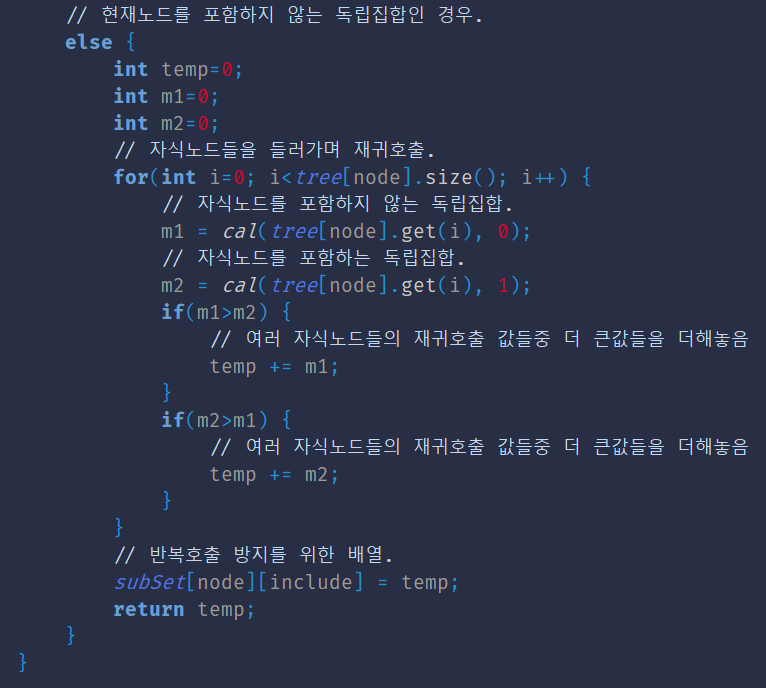 // 현재노드를 포함하지 않는 독립집합인 경우.
else {
int temp=0;
int m1=0;
int m2=0;
// 자식노드들을 들러가며 재귀호출.
for(int i=0; i<tree[node].size(); i++) {
// 자식노드를 포함하지 않는 독립집합.
m1 = cal(tree[node].get(i), 0);
// 자식노드를 포함하는 독립집합.
m2 = cal(tree[node].get(i), 1);
if(m1>m2) {
// 여러 자식노드들의 재귀호출 값들중 더 큰값들을 더해놓음
temp += m1;
}
if(m2>m1) {
// 여러 자식노드들의 재귀호출 값들중 더 큰값들을 더해놓음
temp += m2;
}
}
// 반복호출 방지를 위한 배열.
subSet[node][include] = temp;
return temp;
}
}